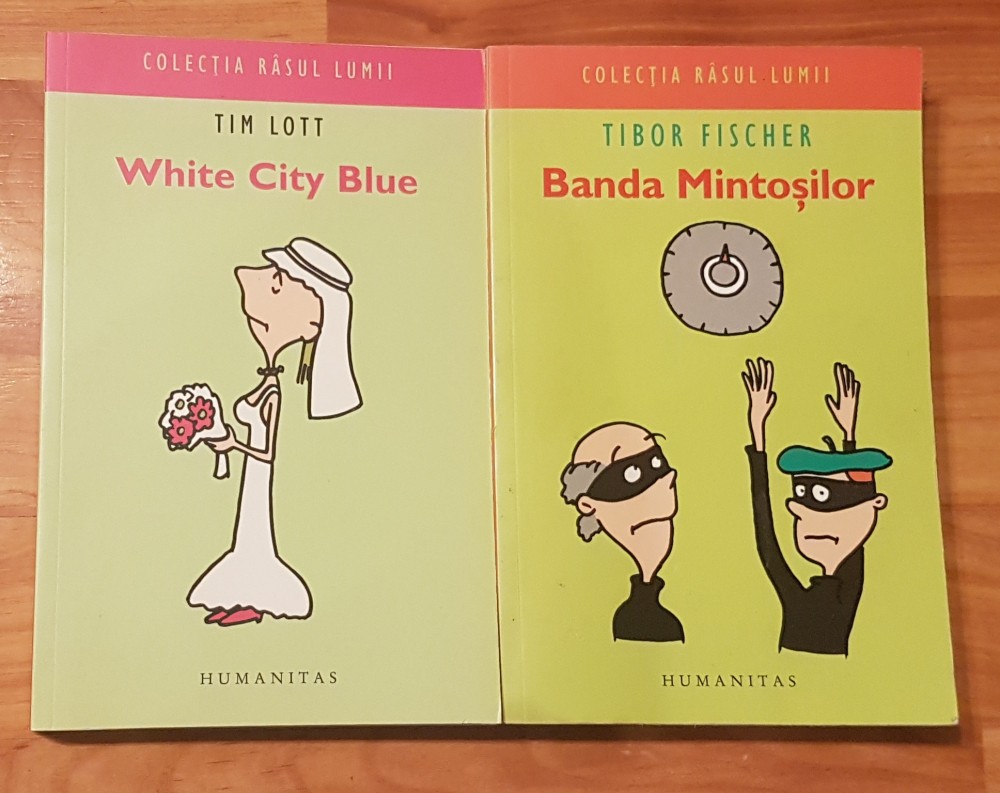 COLECȚIA RÂSUL LUMII
TIM LOTT
White City Blue
HUMANITAS
COLECȚIA RÂSUL LUMII
TIBOR FISCHER
Banda Mintoșilor
HUMANITAS